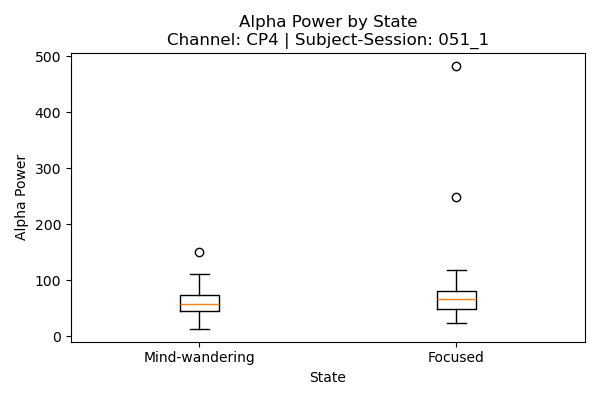 Alpha Power by State
Channel: CP4 | Subject-Session: 051_1
500
400
300
200
100
0
Alpha Power
Mind-wandering
Focused
State